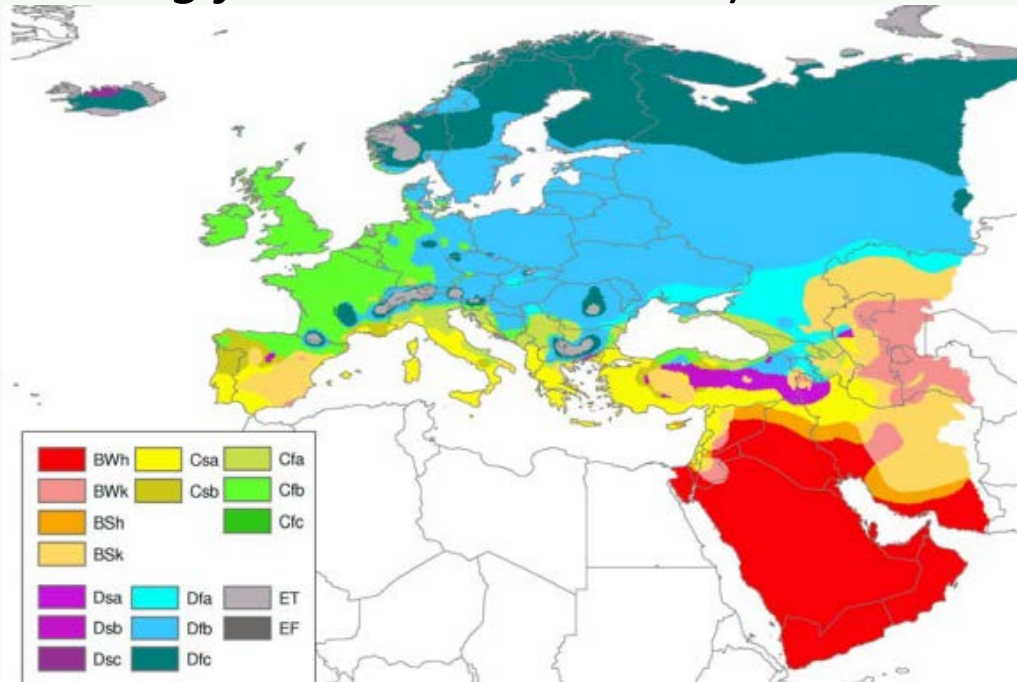 BWh Csa Cfa
BWk Csb Cfb
BSh Cfc
BSk
Dsa Dfa ET
Dsb Dfb EF
Dsc Dfc